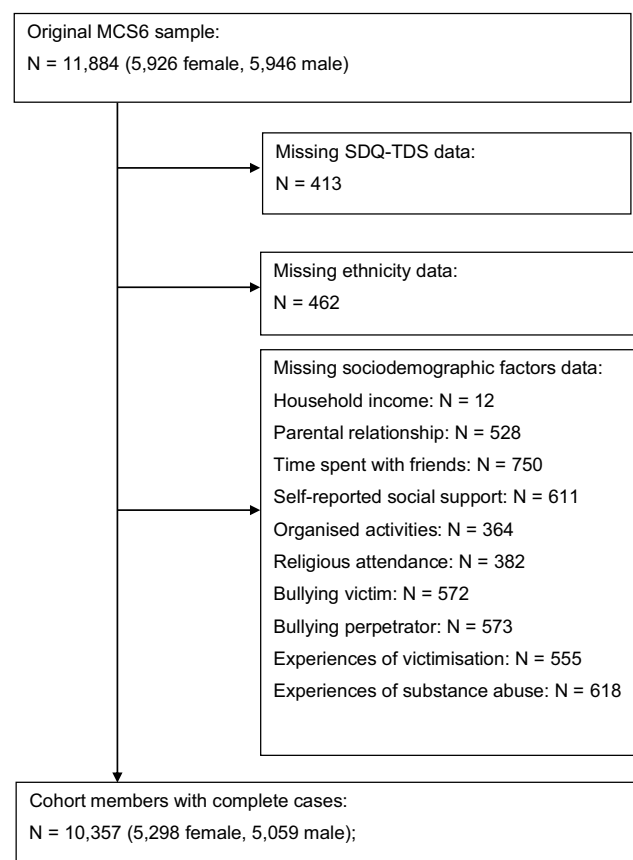 Original MCS6 sample:
N = 11,884 (5,926 female, 5,946 male)
Missing SDQ-TDS data:
N = 413
Missing ethnicity data:
N = 462
Missing sociodemographic factors data:
Household income: N = 12
Parental relationship: N = 528
Time spent with friends: N = 750
Self-reported social support: N = 611
Organised activities: N = 364
Religious attendance: N = 382
Bullying victim: N = 572
Bullying perpetrator: N = 573
Experiences of victimisation: N = 555
Experiences of substance abuse: N = 618
Cohort members with complete cases:
N = 10,357 (5,298 female, 5,059 male);